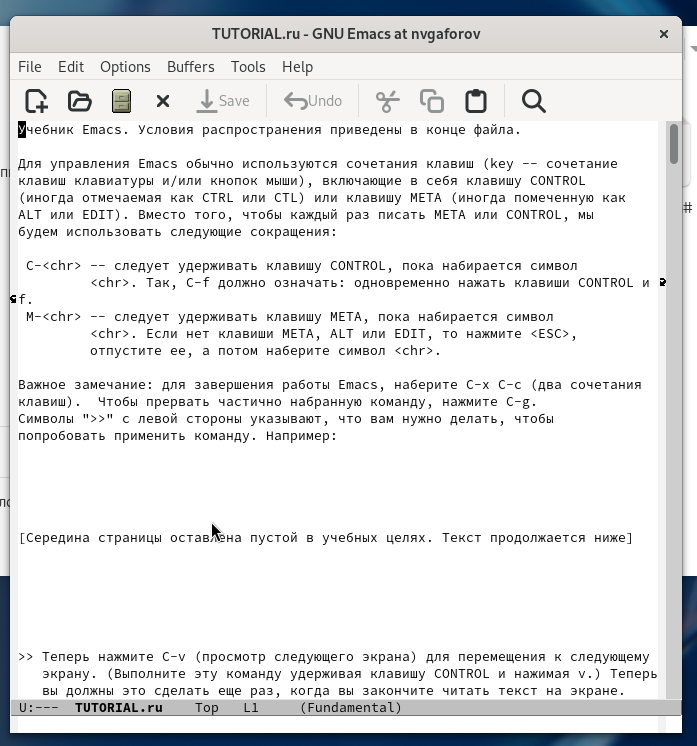 TUTORIAL.ru - GNU Emacs at nvgaforov
File Edit Options Buffers Tools Help
Save Undo
Учебник Emacs. Условия распространения приведены в конце файла.
Для управления Emacs обычно используются сочетания клавиш (key -- сочетание
клавиш клавиатуры и/или кнопок мыши), включающие в себя клавишу CONTROL
(иногда отмечаемая как CTRL или CTL) или клавишу META (иногда помеченную как
ALT или EDIT). Вместо того, чтобы каждый раз писать META или CONTROL, мы
будем использовать следующие сокращения:
C-<chr> -- следует удерживать клавишу CONTROL, пока набирается символ
<chr>. Так, C-f должно означать: одновременно нажать клавиши CONTROL и
f.
M-<chr> -- следует удерживать клавишу META, пока набирается символ
<chr>. Если нет клавиши META, ALT или EDIT, то нажмите <ESC>,
отпустите ее, а потом наберите символ <chr>.
Важное замечание: для завершения работы Emacs, наберите C-x C-c (два сочетания
клавиш). Чтобы прервать частично набранную команду, нажмите C-g.
Символы ">>" с левой стороны указывают, что вам нужно делать, чтобы
попробовать применить команду. Например:
[Середина страницы оставлена пустой в учебных целях. Текст продолжается ниже]
>> Теперь нажмите C-v (просмотр следующего экрана) для перемещения к следующему
экрану. (Выполните эту команду удерживая клавишу CONTROL и нажимая v.) Теперь
вы должны это сделать еще раз, когда вы закончите читать текст на экране.
U:--- TUTORIAL.ru Top L1 (Fundamental)